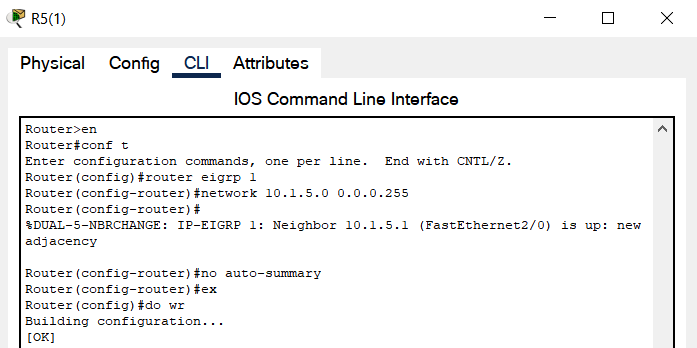 R5(1)
Physical Config CLI Attributes
IOS Command Line Interface
Router>en
Router#conf t
Enter configuration commands, one per line.  End with CNTL/Z.
Router(config)#router eigrp 1
Router(config-router)#network 10.1.5.0 0.0.0.255
Router(config-router)#
%DUAL-5-NBRCHANGE: IP-EIGRP 1: Neighbor 10.1.5.1 (FastEthernet2/0) is up: new
adjacency
Router(config-router)#no auto-summary
Router(config-router)#ex
Router(config)#do wr
Building configuration...
[OK]